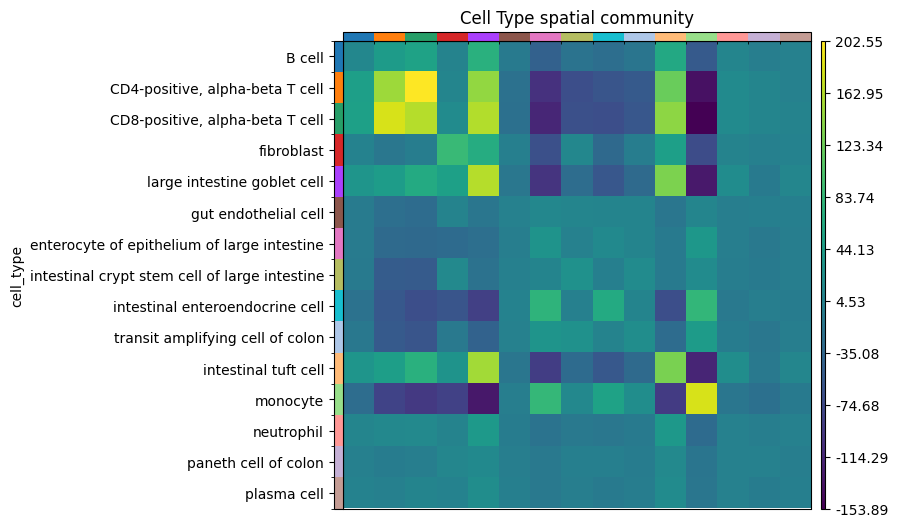 Cell Type spatial community
cell_type
B cell
CD4-positive, alpha-beta T cell
CD8-positive, alpha-beta T cell
fibroblast
large intestine goblet cell
gut endothelial cell
enterocyte of epithelium of large intestine
intestinal crypt stem cell of large intestine
intestinal enteroendocrine cell
transit amplifying cell of colon
intestinal tuft cell
monocyte
neutrophil
paneth cell of colon
plasma cell
202.55
162.95
123.34
83.74
44.13
4.53
-35.08
-74.68
-114.29
-153.89